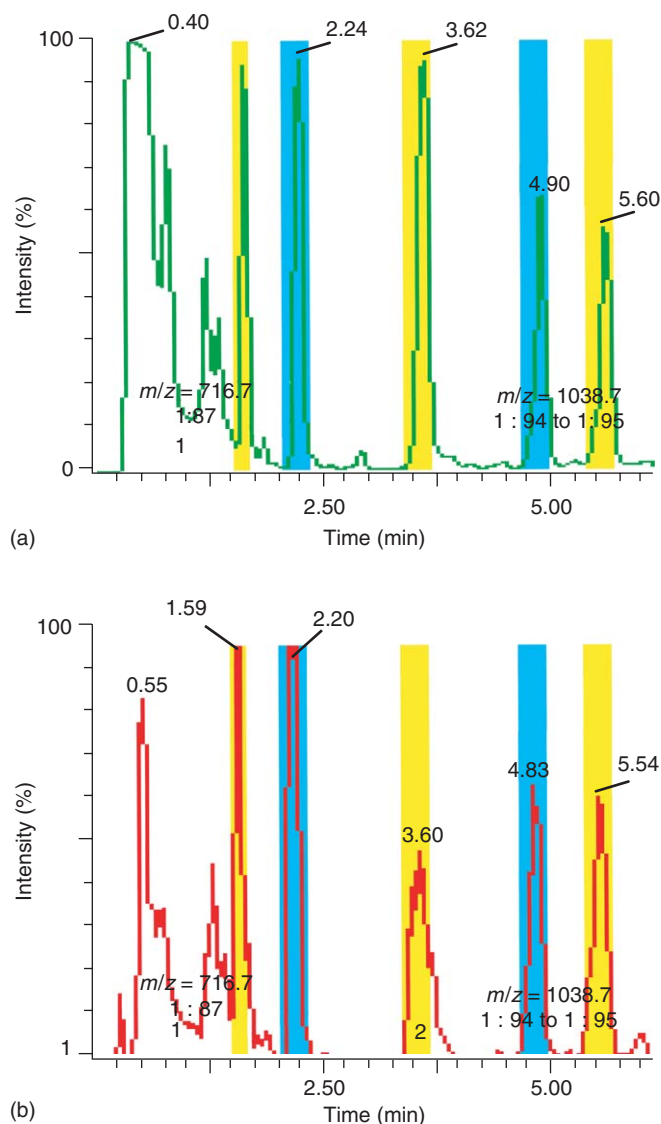 100
0.40
2.24
3.62
4.90
5.60
Intensity (%)
m/z = 716.7
1:87
1
m/z = 1038.7
1 : 94 to 1 : 95
0
2.50
5.00
Time (min)
(a)
100
1.59
2.20
0.55
4.83
5.54
3.60
Intensity (%)
m/z = 716.7
1 : 87
1
m/z = 1038.7
1 : 94 to 1 : 95
2
1
2.50
5.00
Time (min)
(b)